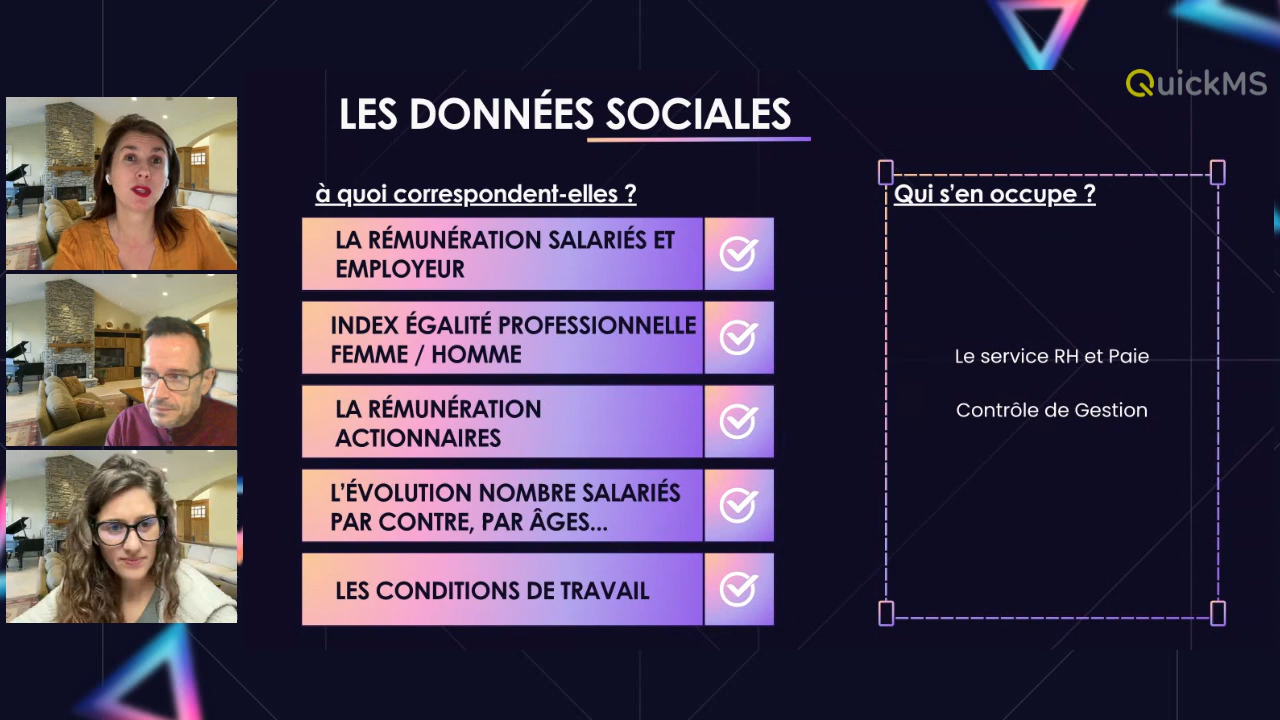 QuickMS
LES DONNÉES SOCIALES
à quoi correspondent-elles ?
LA RÉMUNÉRATION SALARIÉS ET
EMPLOYEUR
INDEX ÉGALITÉ PROFESSIONNELLE
FEMME / HOMME
LA RÉMUNÉRATION
ACTIONNAIRES
L’ÉVOLUTION NOMBRE SALARIÉS
PAR CONTRE, PAR ÂGES...
LES CONDITIONS DE TRAVAIL
Qui s’en occupe ?
Le service RH et Paie
Contrôle de Gestion